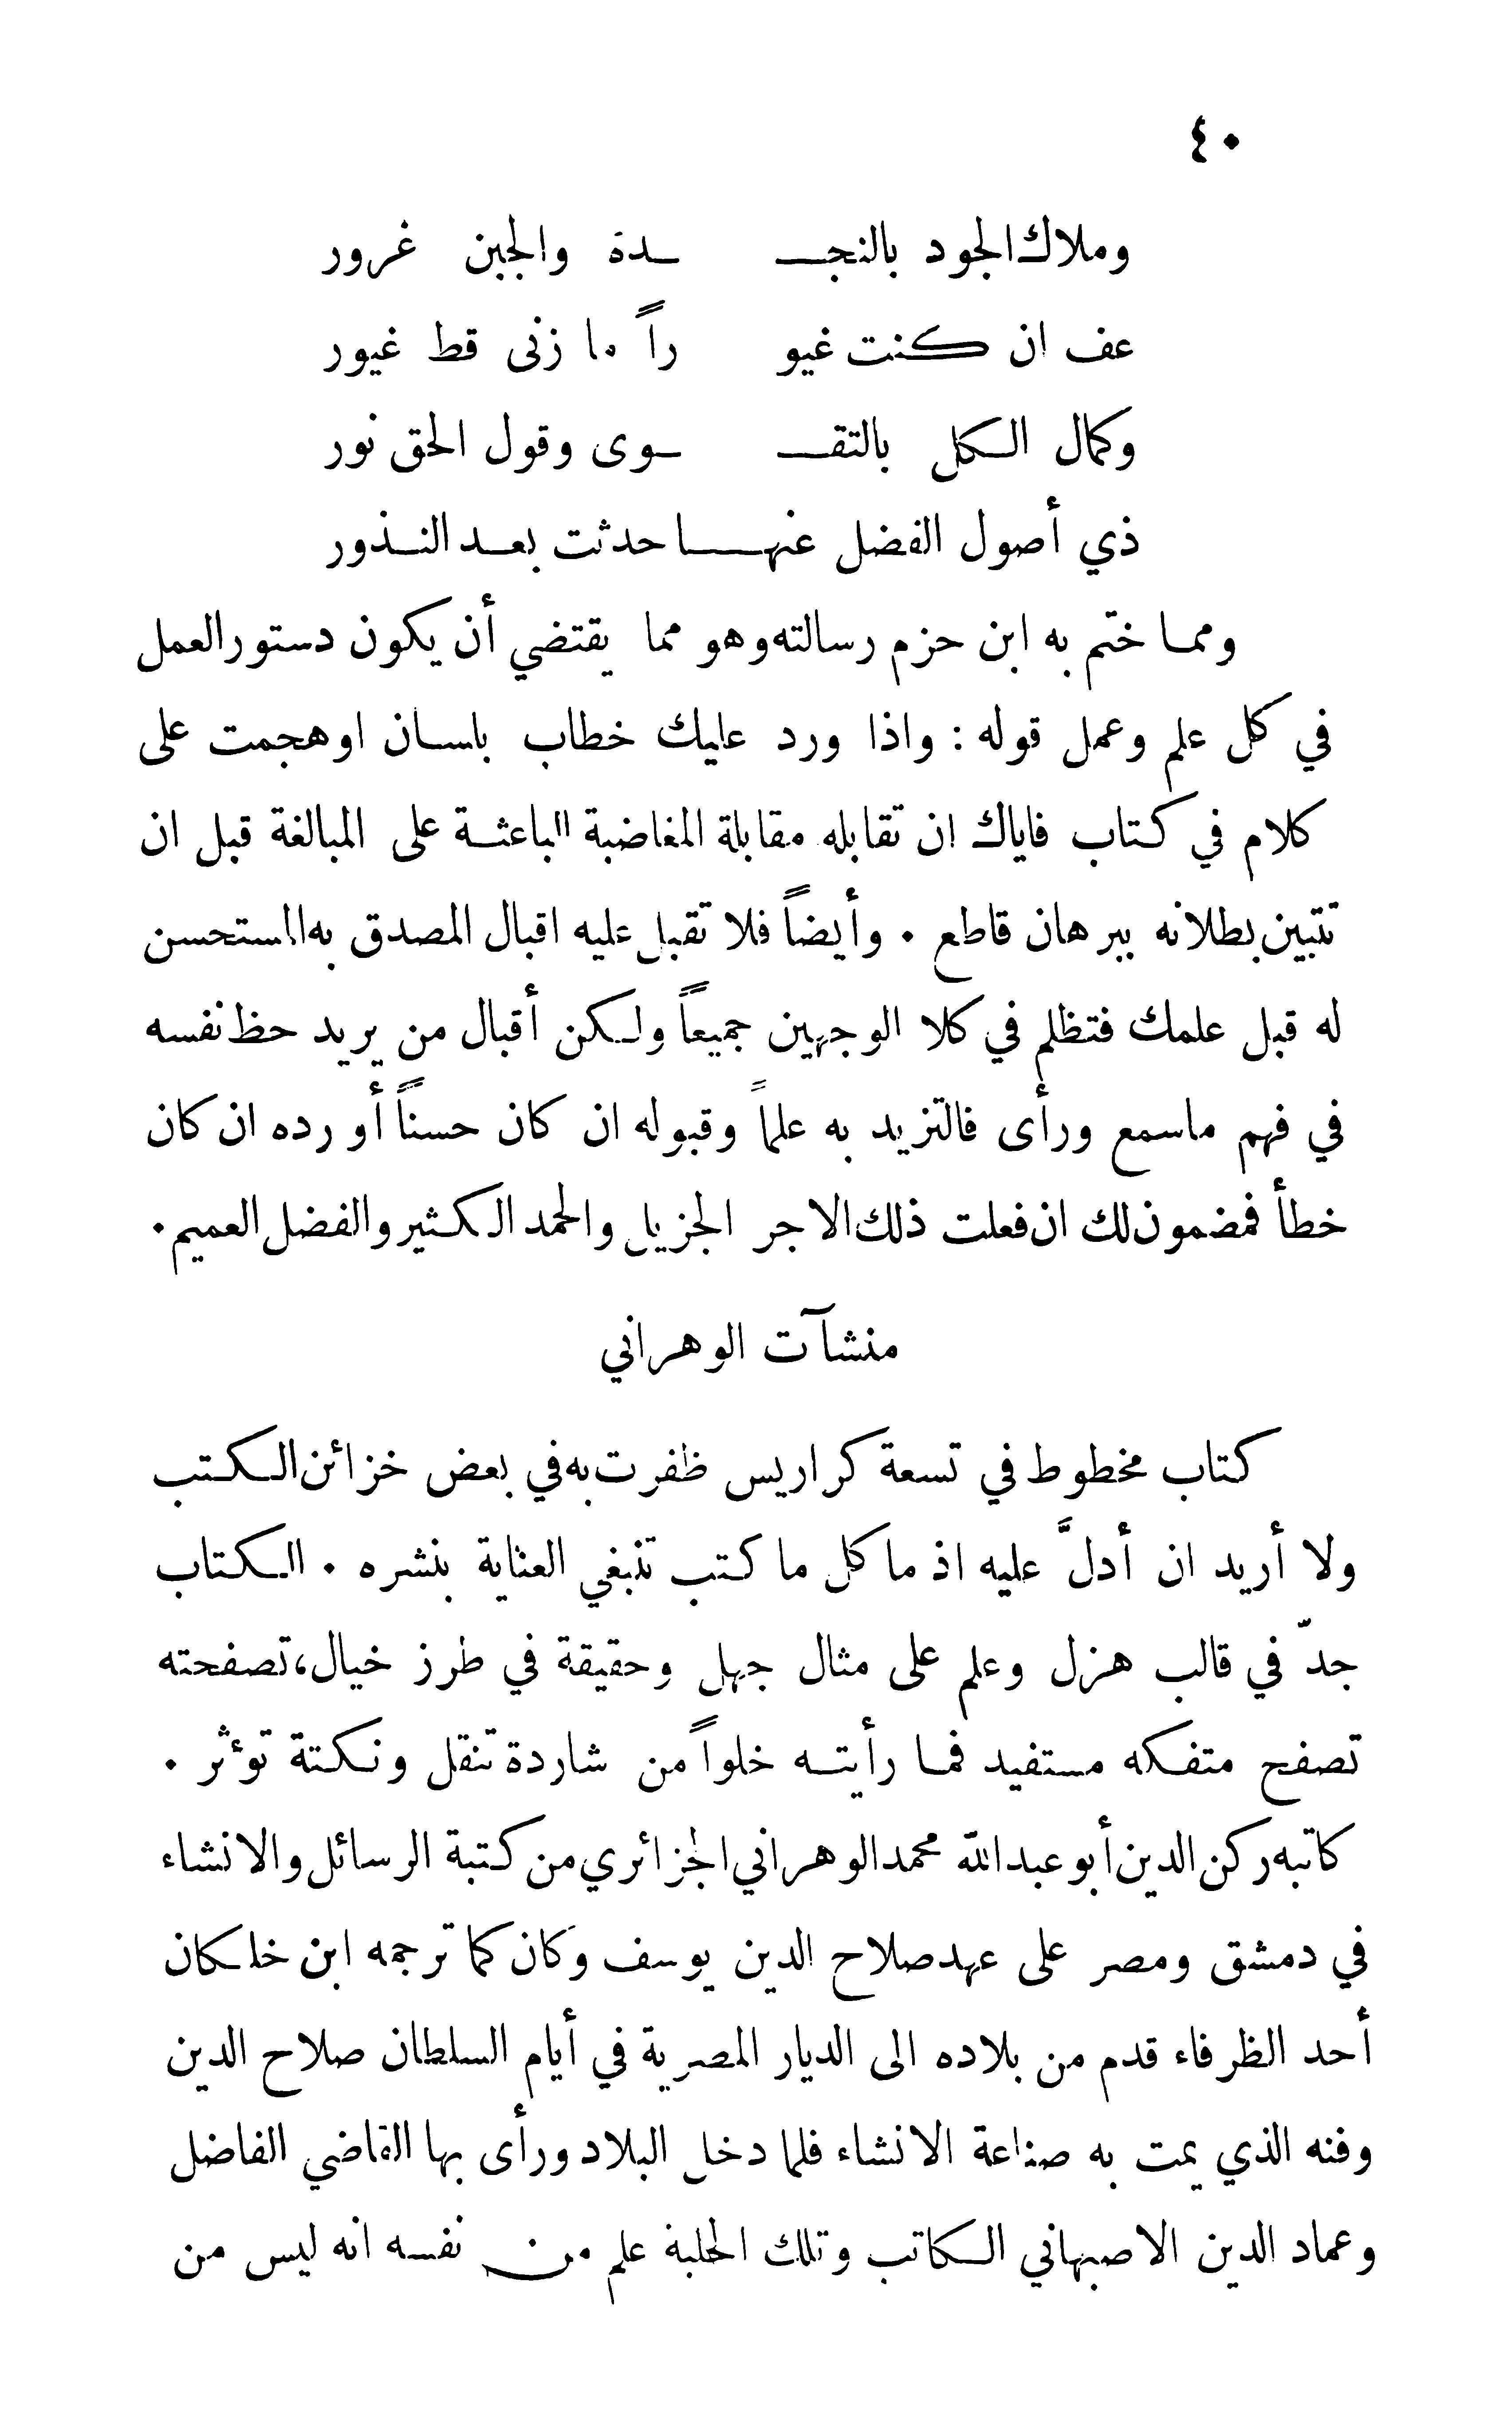 ٤٠
وملاك الجود بالنجـ ـدة والجبن غرور
عف ان كنت غيو راً ما زنى قط غيور
وكمال الكل بالتقـ ـوى وقول الحق نور
ذي أصول الفضل عنهـا حدثت بعد النذور
ومما ختم به ابن حزم رسالته وهو مما يقتضي أن يكون دستور العمل
في كل علم وعمل قوله : واذا ورد عليك خطاب بلسان او هجمت على
كلام في كتاب فاياك ان تقابله مقابلة المغاضبة الباعثة على المبالغة قبل ان
تتبين بطلانه ببرهان قاطع . وأيضاً فلا تقبل عليه اقبال المصدق به المستحسن
له قبل علمك فتظلم في كلا الوجهين جميعاً ولكن أقبال من يريد حظ نفسه
في فهم ماسمع ورأى فالتزيد به علماً وقبوله ان كان حسناً أو رده ان كان
خطأ فمضمون لك ان فعلت ذلك الاجر الجزيل والحمد الكثير والفضل العميم .
منشآت الوهراني
كتاب مخطوط في تسعة كراريس ظفرت به في بعض خزائن الكتب
ولا أريد ان أدلَّ عليه اذ ما كل ما كتب تنبغي العناية بنشره . الكتاب
جدّ في قالب هزل وعلم على مثال جهل وحقيقة في طرز خيال، تصفحته
تصفح متفكه مستفيد فما رأيته خلواً من شاردة تنقل ونكتة تؤثر .
كاتبه ركن الدين أبو عبدالله محمد الوهراني الجزائري من كتبة الرسائل والانشاء
في دمشق ومصر على عهد صلاح الدين يوسف وكان كما ترجمه ابن خلكان
أحد الظرفاء قدم من بلاده الى الديار المصرية في أيام السلطان صلاح الدين
وفنه الذي يمت به صناعة الانشاء فلما دخل البلاد ورأى بها القاضي الفاضل
وعماد الدين الاصبهاني الكاتب وتلك الحلبة علم من نفسه انه ليس من